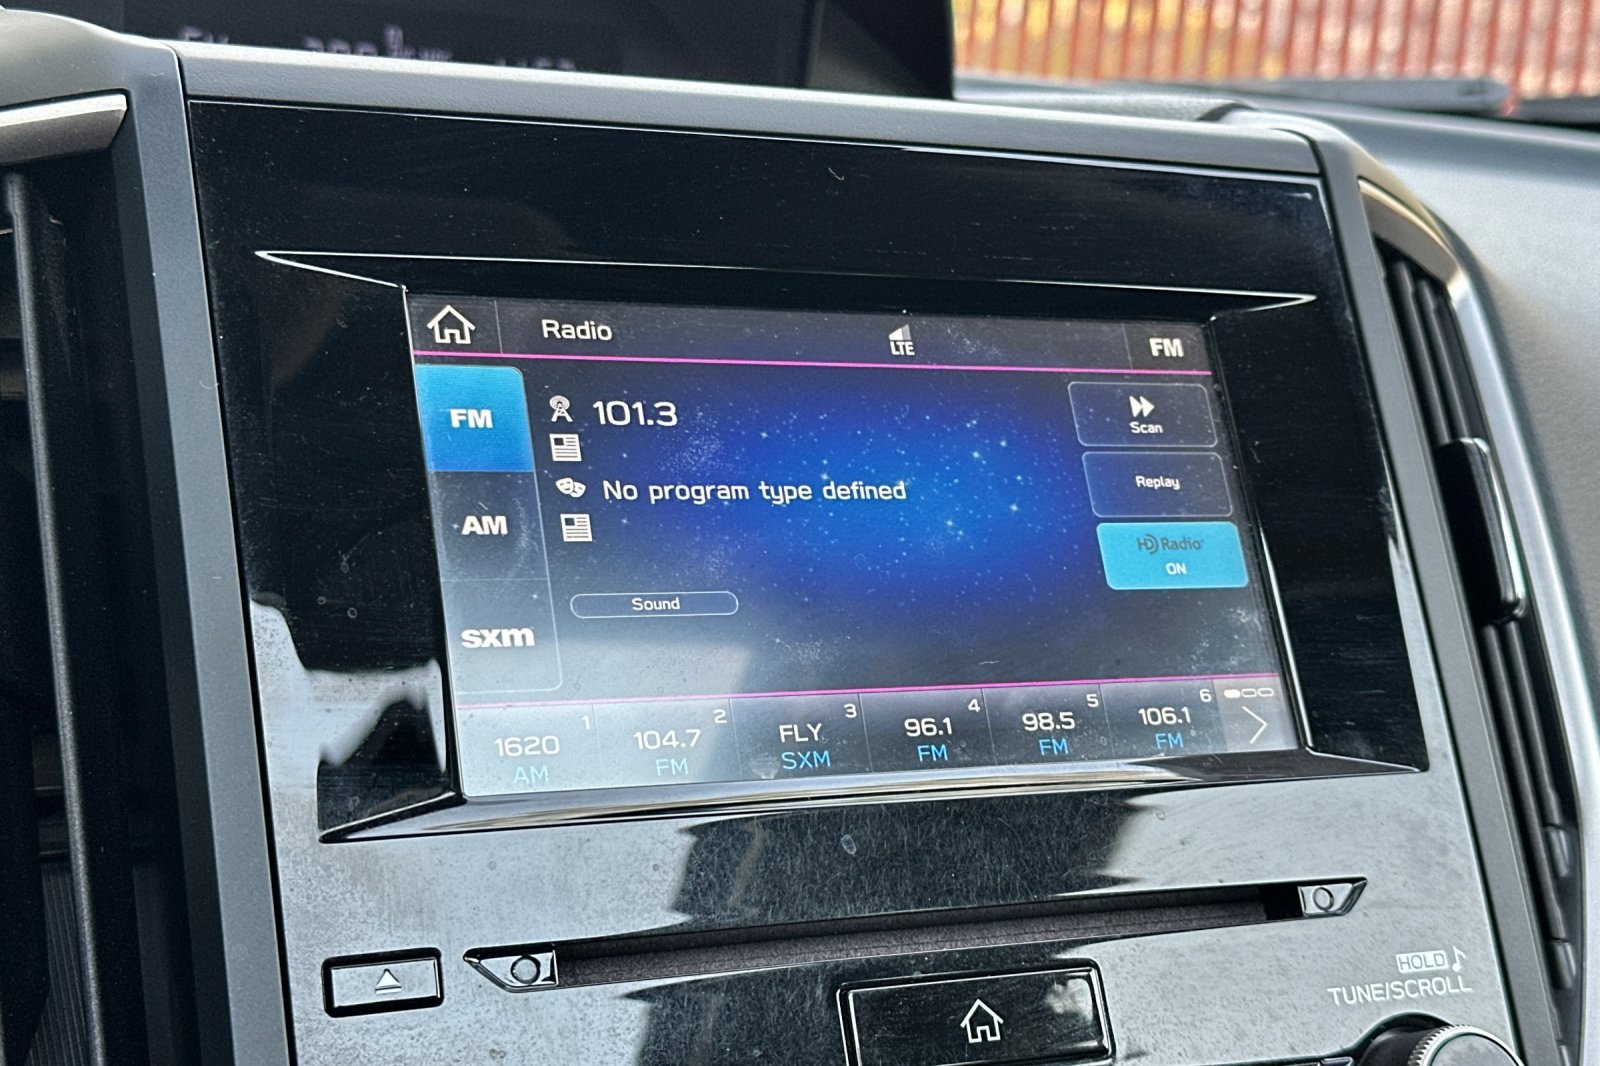 Radio
LTE
FM
FM
101.3
Scan
No program type defined
Replay
AM
HD Radio
ON
Sound
sxm
1
1620
AM
2
104.7
FM
3
FLY
SXM
4
96.1
FM
5
98.5
FM
6
106.1
FM
HOLD
TUNE/SCROLL